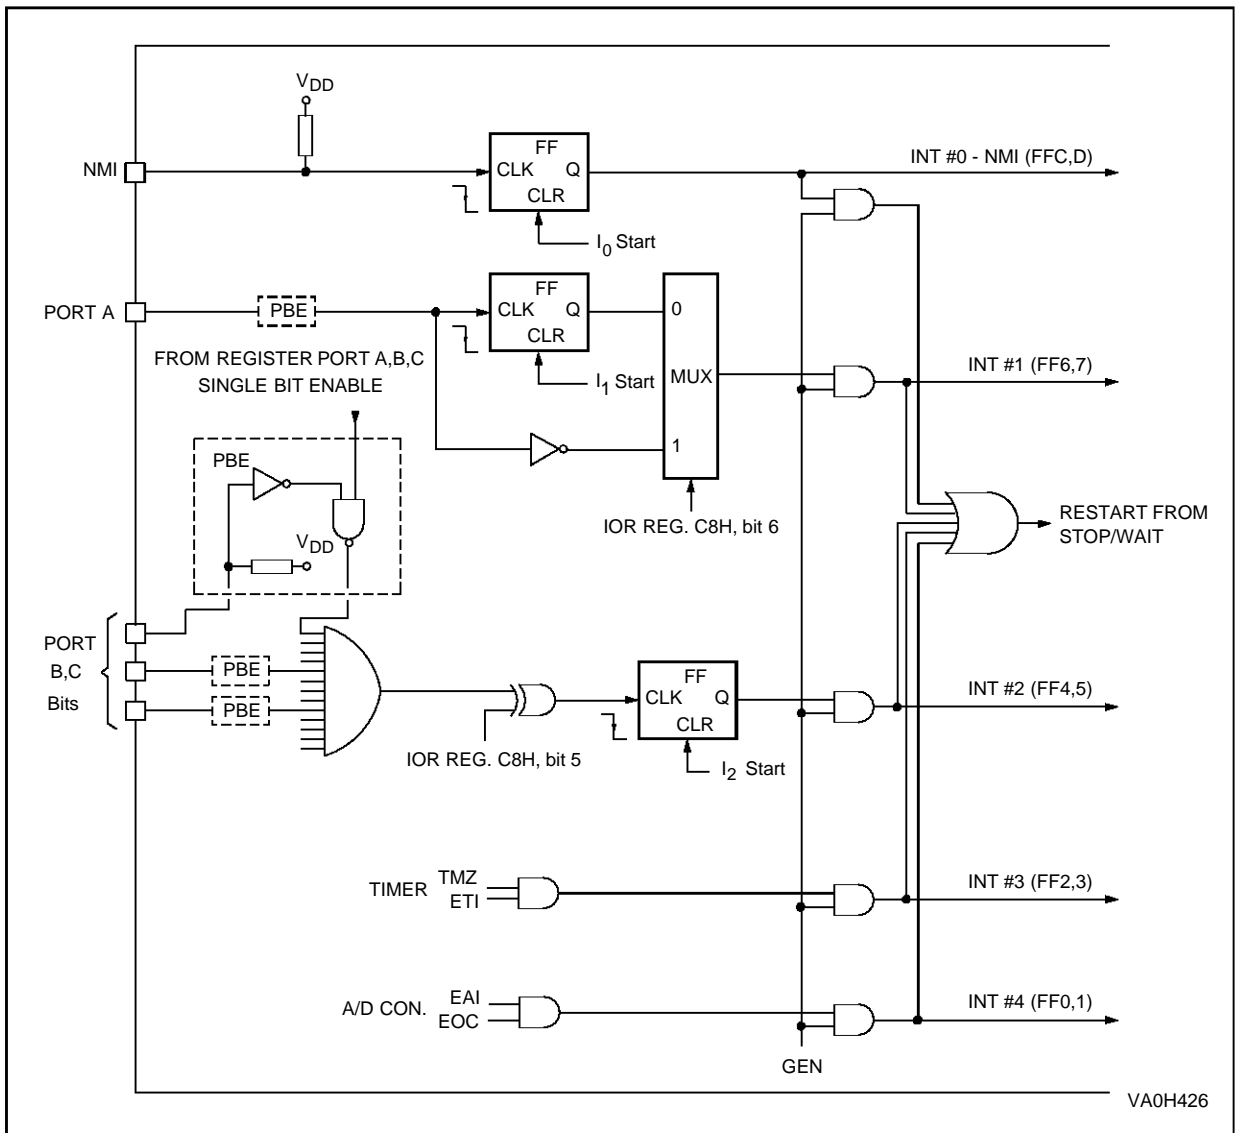 VDD
NMI
FF
CLK Q
CLR
I0 Start
INT #0 - NMI (FFC,D)
PORT A
PBE
FF
CLK Q
CLR
I1 Start
0
MUX
1
IOR REG. C8H, bit 6
INT #1 (FF6,7)
FROM REGISTER PORT A,B,C
SINGLE BIT ENABLE
PBE
VDD
RESTART FROM
STOP/WAIT
PORT
B,C
Bits
PBE
PBE
IOR REG. C8H, bit 5
FF
CLK Q
CLR
I2 Start
INT #2 (FF4,5)
TIMER
TMZ
ETI
INT #3 (FF2,3)
A/D CON.
EAI
EOC
INT #4 (FF0,1)
GEN
VA0H426